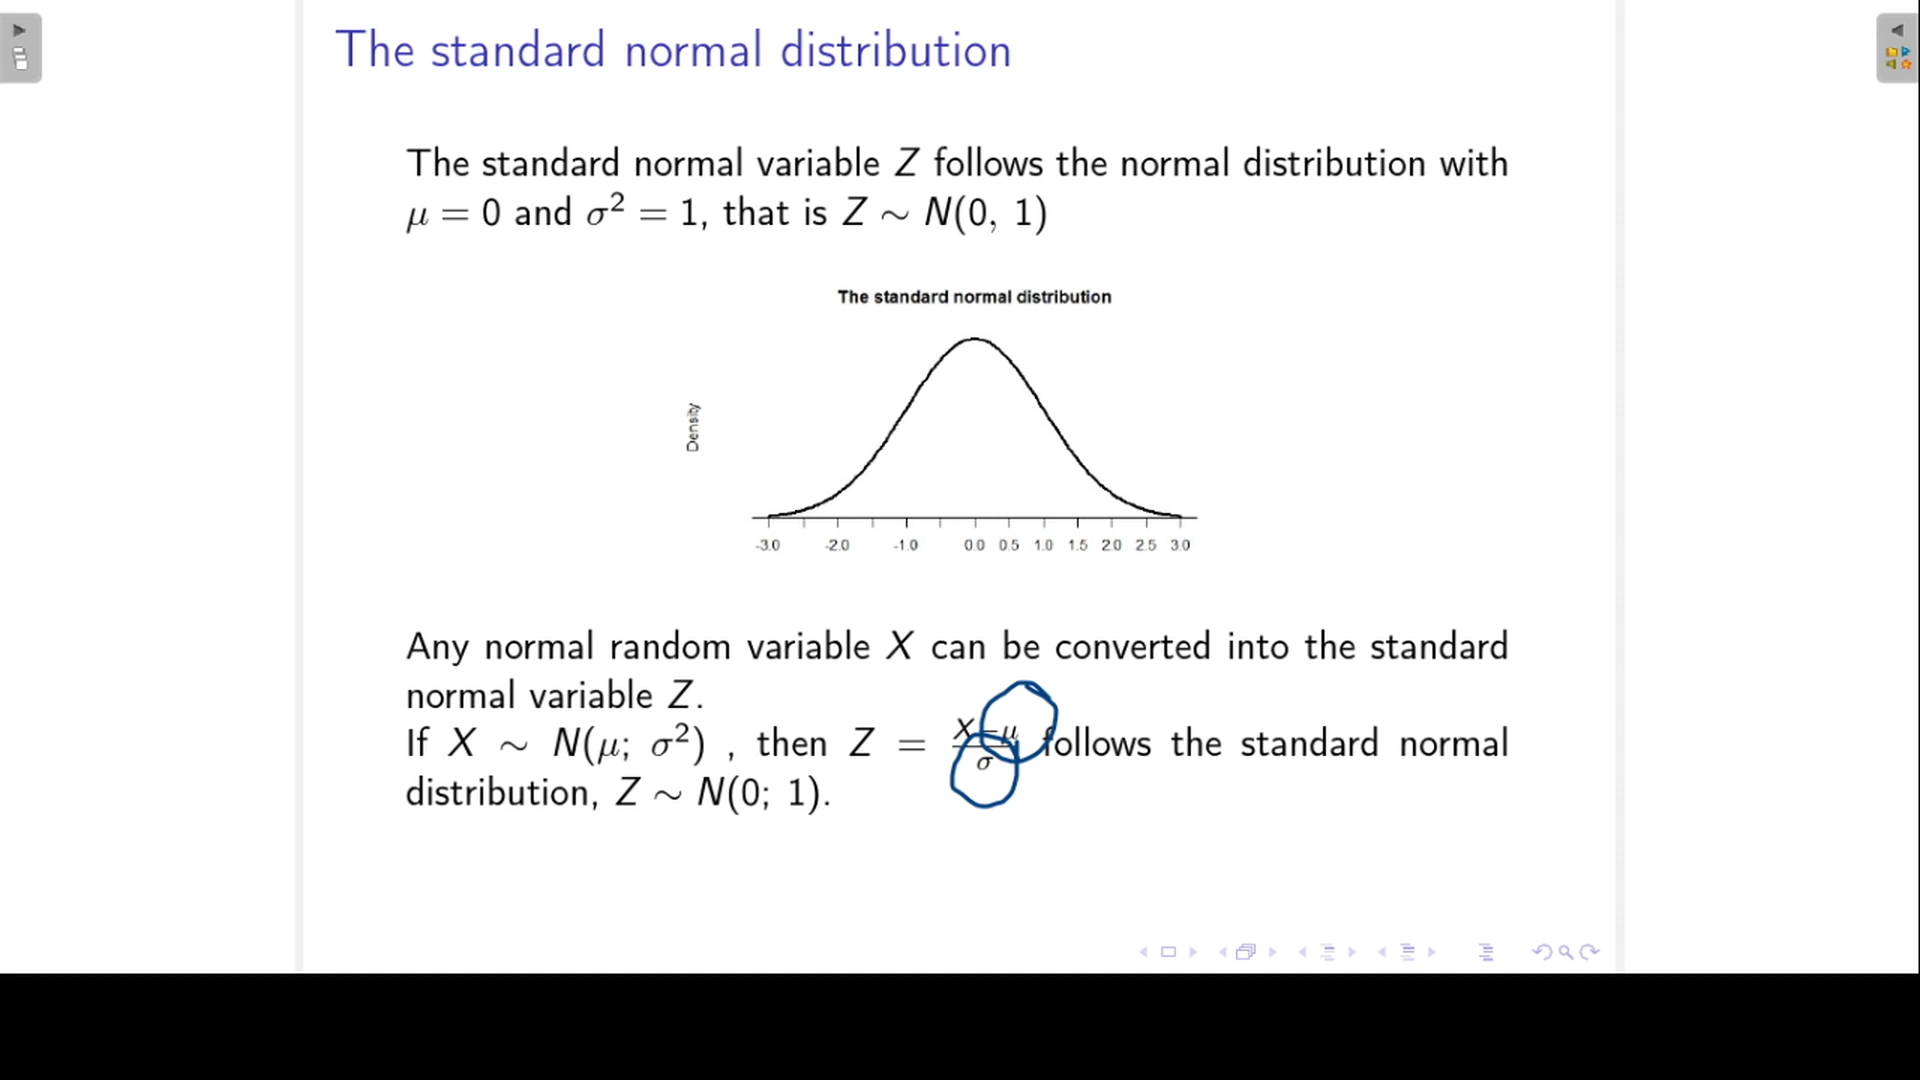 The standard normal distribution
The standard normal variable Z follows the normal distribution with
μ = 0 and σ² = 1, that is Z ∼ N(0, 1)
The standard normal distribution
Density
-3.0 -2.0 -1.0 0.0 0.5 1.0 1.5 2.0 2.5 3.0
Any normal random variable X can be converted into the standard
normal variable Z.
If X ∼ N(μ; σ²) , then Z = \frac{X−μ}{σ} follows the standard normal
distribution, Z ∼ N(0; 1).